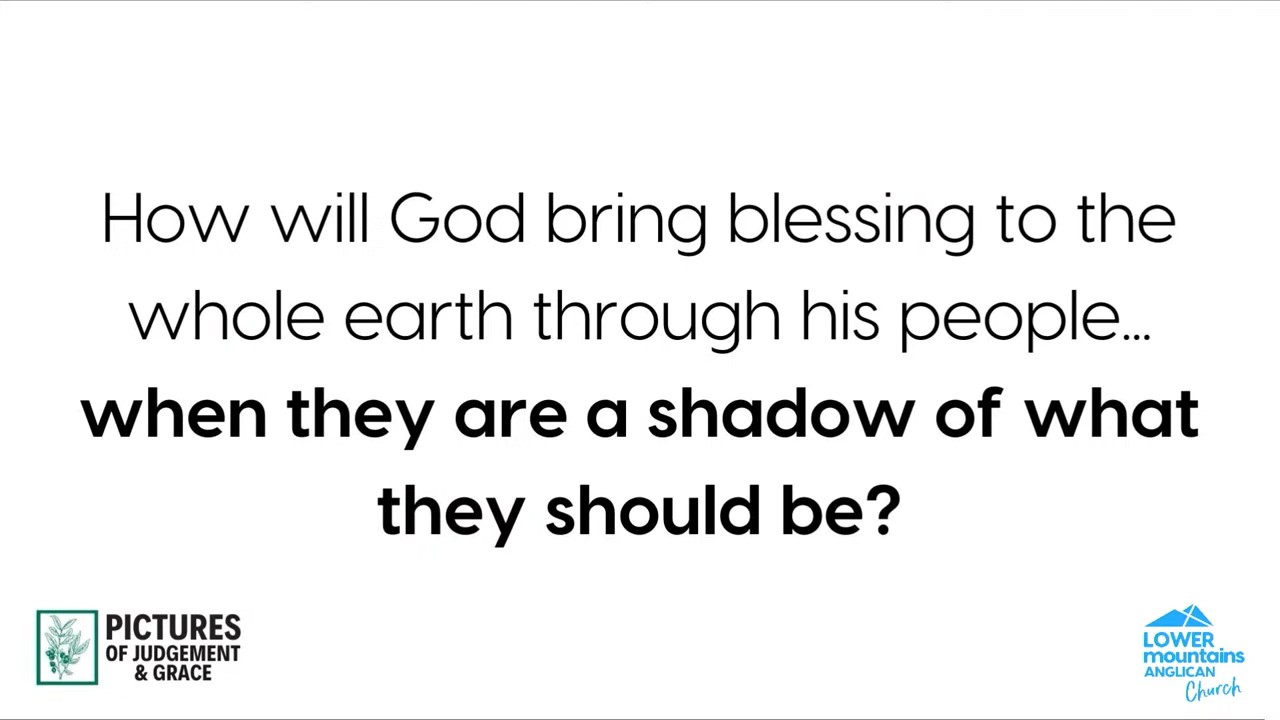 How will God bring blessing to the
whole earth through his people...
when they are a shadow of what
they should be?
PICTURES
OF JUDGEMENT
& GRACE
LOWER
mountains
ANGLICAN
Church